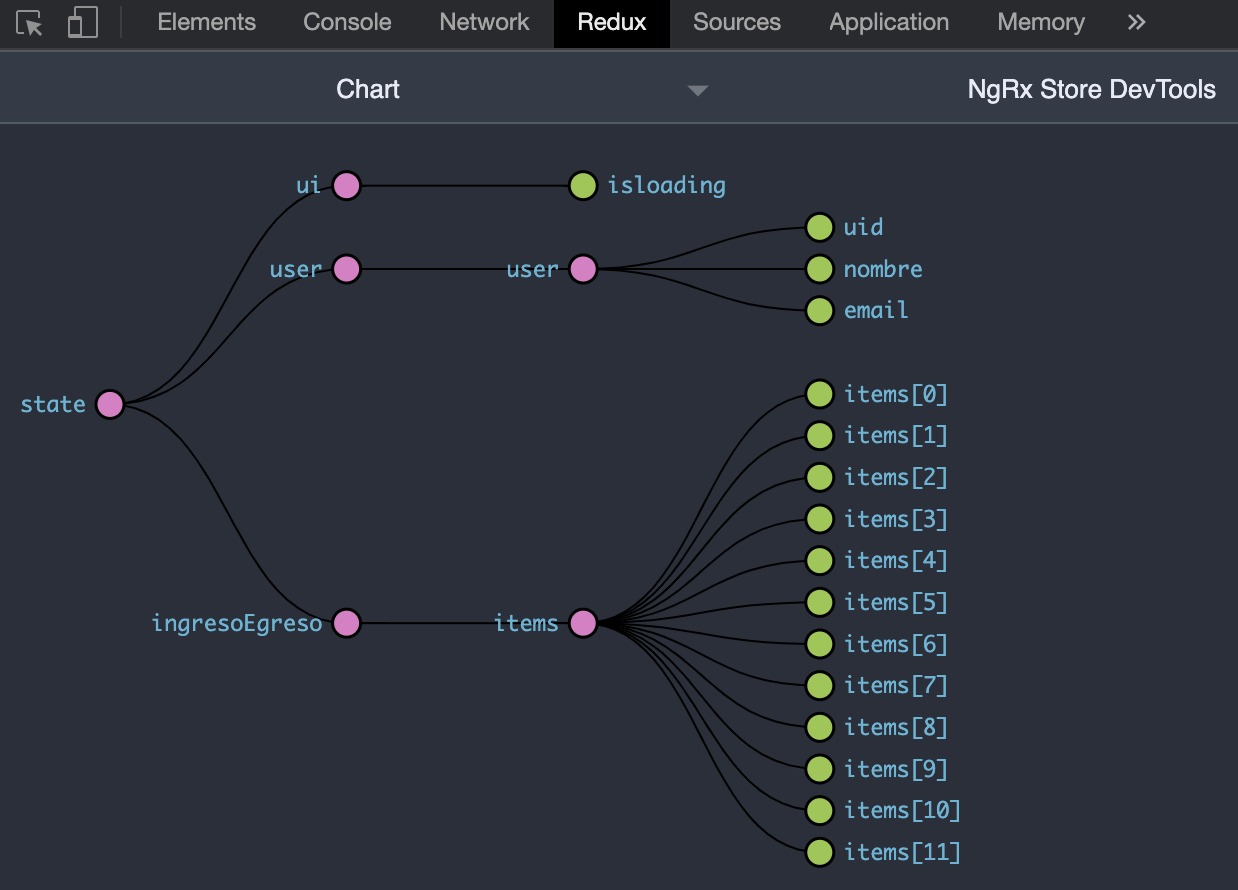 Elements Console Network Redux Sources Application Memory
Chart NgRx Store DevTools
ui isloading
uid
user user nombre
email
items[0]
state
items[1]
items[2]
items[3]
items[4]
items[5]
ingresoEgreso items
items[6]
items[7]
items[8]
items[9]
items[10]
items[11]